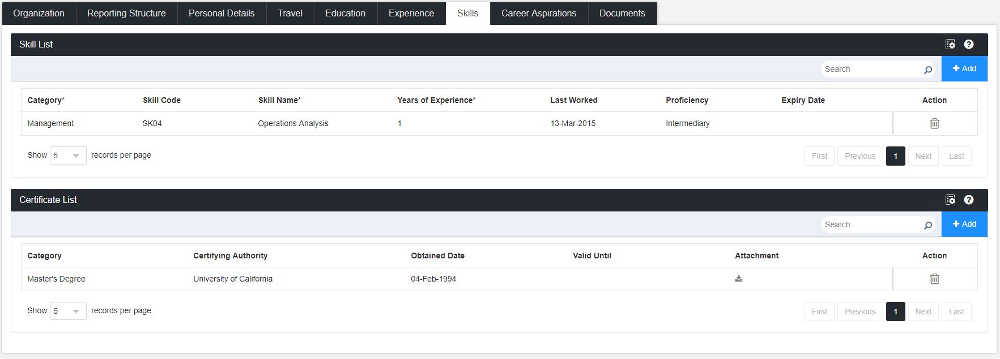 Organization Reporting Structure Personal Details Travel Education Experience Skills Career Aspirations Documents
Skill List
Search + Add
Category* Skill Code Skill Name* Years of Experience* Last Worked Proficiency Expiry Date Action
Management SK04 Operations Analysis 1 13-Mar-2015 Intermediary
Show 5 records per page First Previous 1 Next Last
Certificate List
Search + Add
Category Certifying Authority Obtained Date Valid Until Attachment Action
Master's Degree University of California 04-Feb-1994
Show 5 records per page First Previous 1 Next Last